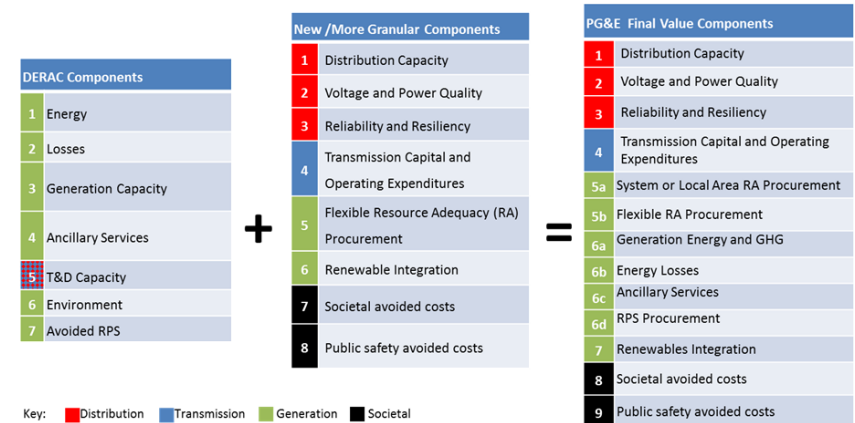 DERAC Components
1 Energy
2 Losses
3 Generation Capacity
4 Ancillary Services
5 T&D Capacity
6 Environment
7 Avoided RPS
+
New /More Granular Components
1 Distribution Capacity
2 Voltage and Power Quality
3 Reliability and Resiliency
4 Transmission Capital and
Operating Expenditures
5 Flexible Resource Adequacy (RA)
Procurement
6 Renewable Integration
7 Societal avoided costs
8 Public safety avoided costs
=
PG&E Final Value Components
1 Distribution Capacity
2 Voltage and Power Quality
3 Reliability and Resiliency
4 Transmission Capital and Operating
Expenditures
5a System or Local Area RA Procurement
5b Flexible RA Procurement
6a Generation Energy and GHG
6b Energy Losses
6c Ancillary Services
6d RPS Procurement
7 Renewables Integration
8 Societal avoided costs
9 Public safety avoided costs
Key: Distribution Transmission Generation Societal